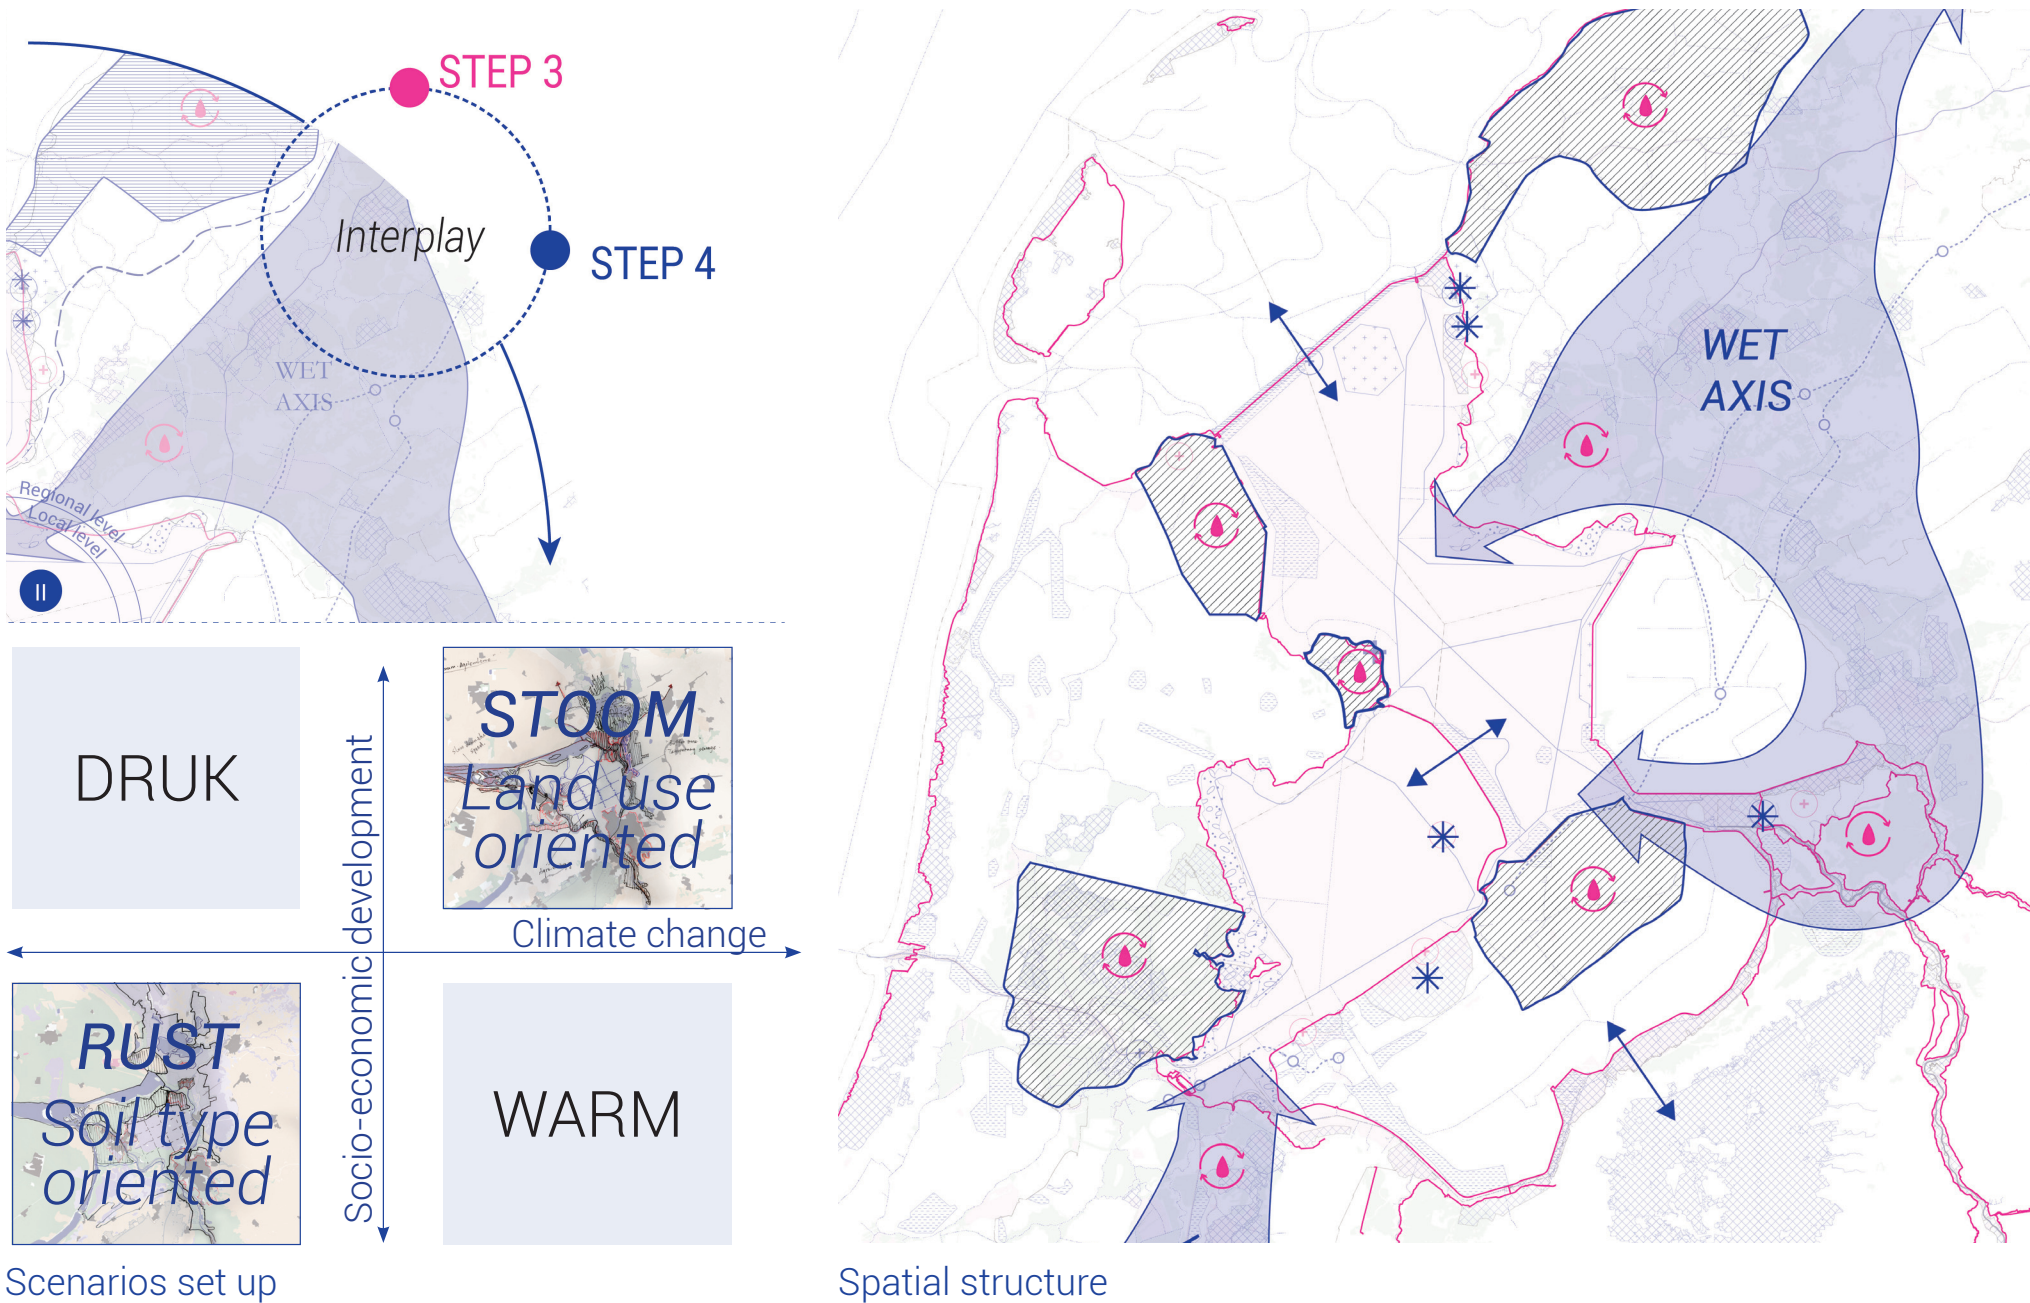 STEP 3
Interplay
STEP 4
WET
AXIS
Regional level
Local level
II
DRUK
STOOM
Land use
oriented
Socio-economic development
Climate change
RUST
Soil type
oriented
WARM
Scenarios set up
WET
AXIS
Spatial structure